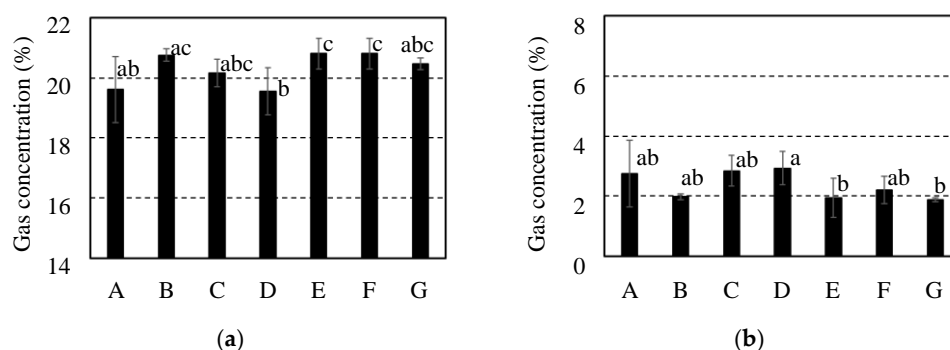 Gas concentration (%)
22
20
18
16
14
ab
ac
abc
b
c
c
abc
A B C D E F G
(a)
Gas concentration (%)
8
6
4
2
0
ab
ab
ab
a
b
ab
b
A B C D E F G
(b)